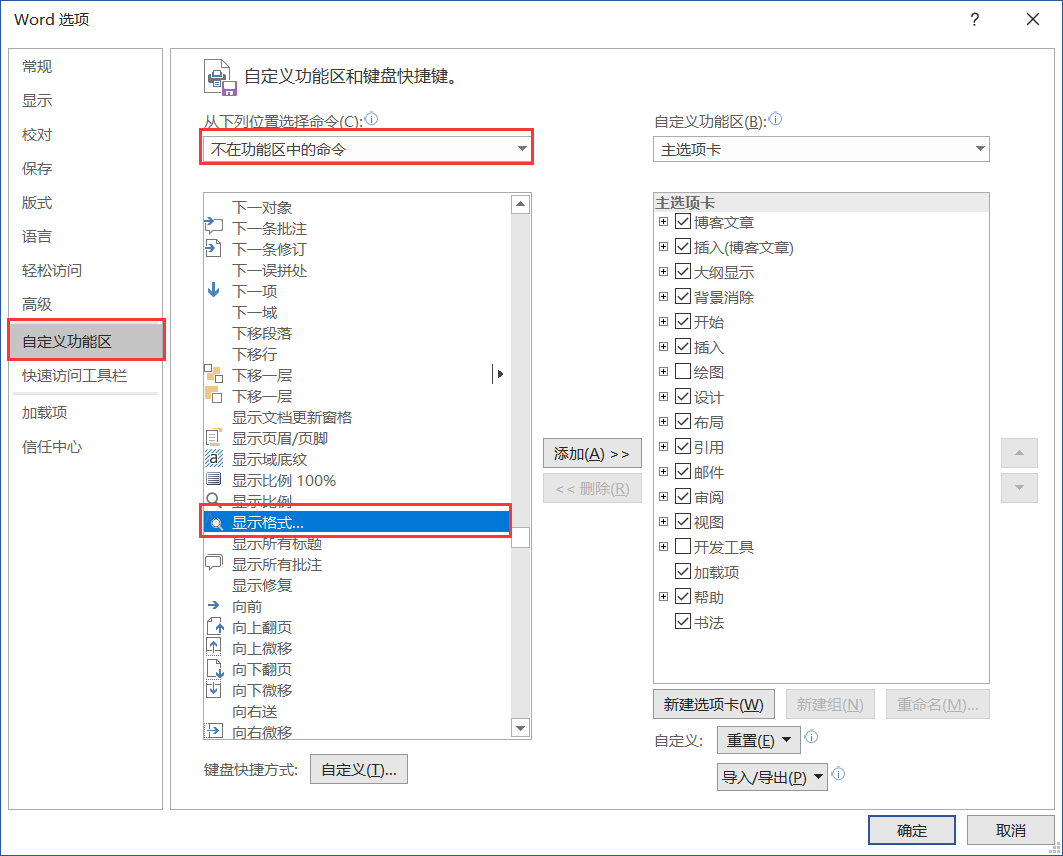 Word 选项
常规
显示
校对
保存
版式
语言
轻松访问
高级
自定义功能区
快速访问工具栏
加载项
信任中心
自定义功能区和键盘快捷键。
从下列位置选择命令(C):
不在功能区中的命令
下一对象
下一条批注
下一条修订
下一误拼处
下一项
下一域
下移段落
下移行
下移一层
下移一层
显示文档更新窗格
显示页眉/页脚
显示域底纹
显示比例 100%
显示比例
显示格式...
显示所有标题
显示所有批注
显示修复
向前
向上翻页
向上微移
向下翻页
向下微移
向右送
向右微移
键盘快捷方式: 自定义(T)...
添加(A) >>
<< 删除(R)
自定义功能区(B):
主选项卡
主选项卡
博客文章
插入(博客文章)
大纲显示
背景消除
开始
插入
绘图
设计
布局
引用
邮件
审阅
视图
开发工具
加载项
帮助
书法
新建选项卡(W) 新建组(N) 重命名(M)...
自定义: 重置(E)
导入/导出(P)
确定 取消